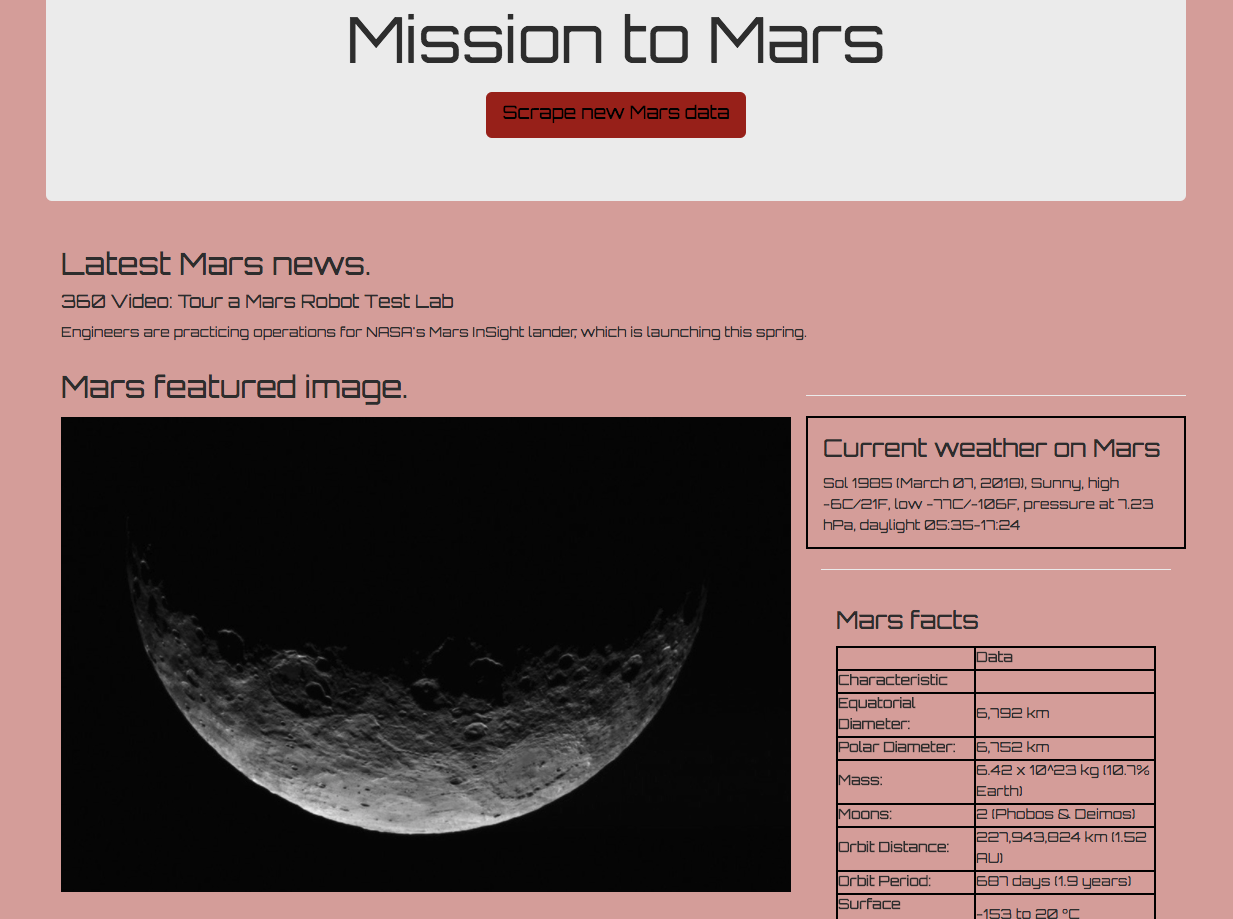 Mission to Mars
Scrape new Mars data
Latest Mars news.
360 Video: Tour a Mars Robot Test Lab
Engineers are practicing operations for NASA's Mars InSight lander, which is launching this spring.
Mars featured image.
Current weather on Mars
Sol 1985 (March 07, 2018), Sunny, high
-6C/21F, low -77C/-106F, pressure at 7.23
hPa, daylight 05:35-17:24
Mars facts
Data
Characteristic
Equatorial
Diameter:
6,792 km
Polar Diameter:
6,752 km
Mass:
6.42 x 10^23 kg (10.7%
Earth)
Moons:
2 (Phobos & Deimos)
Orbit Distance:
227,943,824 km (1.52
AU)
Orbit Period:
687 days (1.9 years)
Surface
-153 to 20 °C